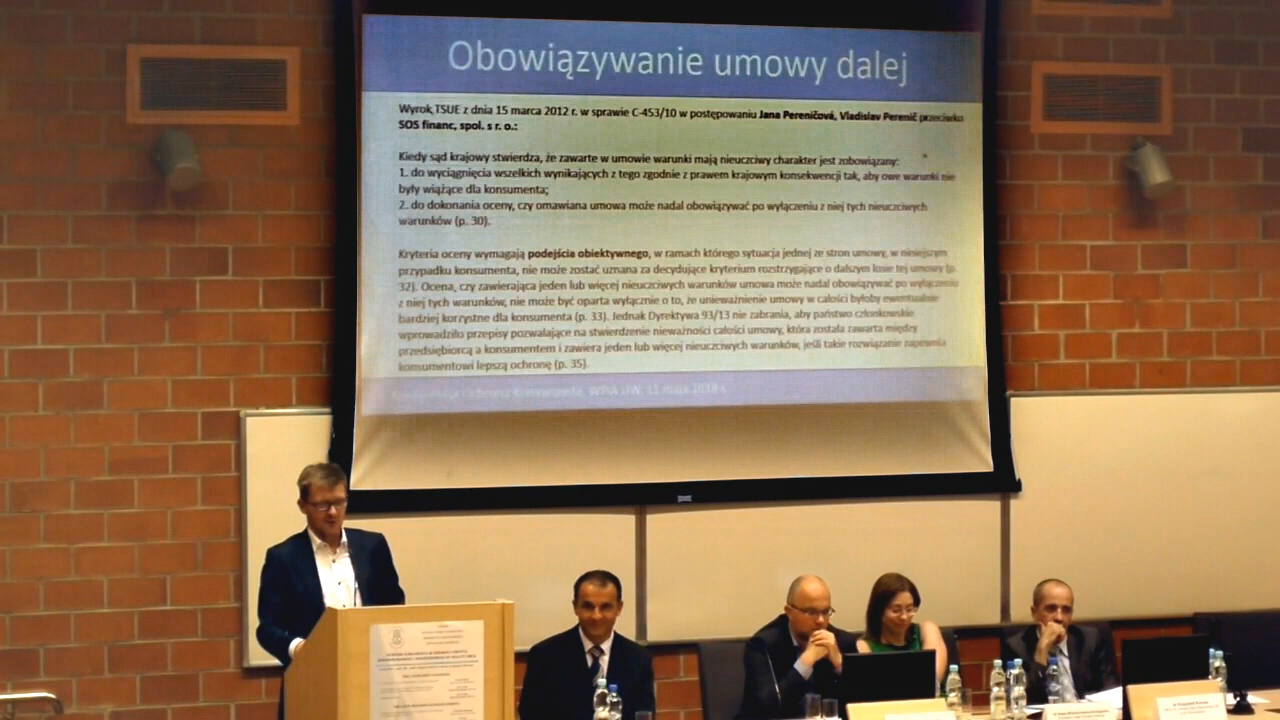 Obowiązywanie umowy dalej
Wyrok TSUE z dnia 15 marca 2012 r. w sprawie C-453/10 w postępowaniu Jana Pereničová, Vladislav Perenič przeciwko
SOS financ, spol. s r. o.:
Kiedy sąd krajowy stwierdza, że zawarte w umowie warunki mają nieuczciwy charakter jest zobowiązany:
1. do wyciągnięcia wszelkich wynikających z tego zgodnie z prawem krajowym konsekwencji tak, aby owe warunki nie
były wiążące dla konsumenta;
2. do dokonania oceny, czy omawiana umowa może nadal obowiązywać po wyłączeniu z niej tych nieuczciwych
warunków (p. 30).
Kryteria oceny wymagają podejścia obiektywnego, w ramach którego sytuacja jednej ze stron umowy, w niniejszym
przypadku konsumenta, nie może zostać uznana za decydujące kryterium rozstrzygające o dalszym losie tej umowy (p.
32). Ocena, czy zawierająca jeden lub więcej nieuczciwych warunków umowa może nadal obowiązywać po wyłączeniu
z niej tych warunków, nie może być oparta wyłącznie o to, że unieważnienie umowy w całości byłoby ewentualnie
bardziej korzystne dla konsumenta (p. 33). Jednak Dyrektywa 93/13 nie zabrania, aby państwo członkowskie
wprowadziło przepisy pozwalające na stwierdzenie nieważności całości umowy, która została zawarta między
przedsiębiorcą a konsumentem i zawiera jeden lub więcej nieuczciwych warunków, jeśli takie rozwiązanie zapewnia
konsumentowi lepszą ochronę (p. 35).
WPiA UW, 11 maja 2018 r.